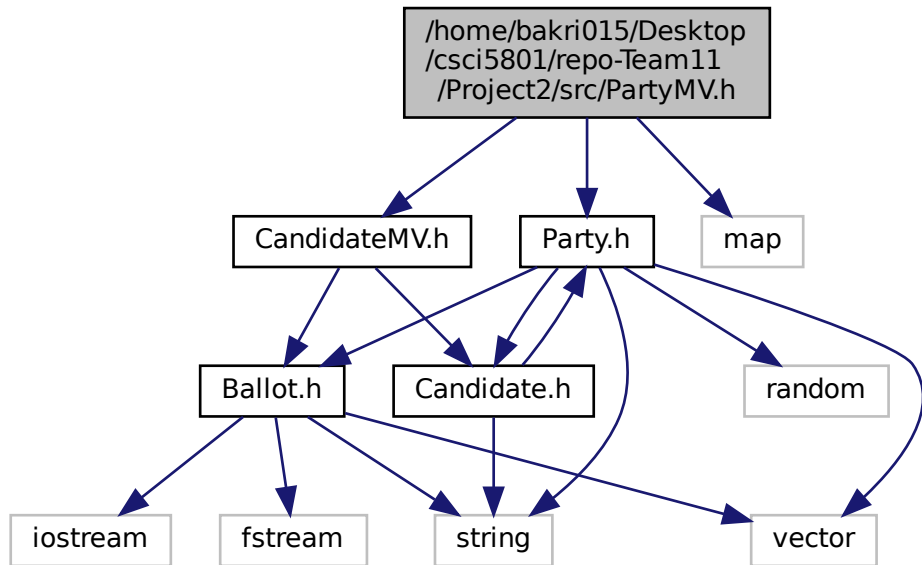 /home/bakri015/Desktop
/csci5801/repo-Team11
/Project2/src/PartyMV.h
CandidateMV.h
Party.h
map
Ballot.h
Candidate.h
random
iostream
fstream
string
vector